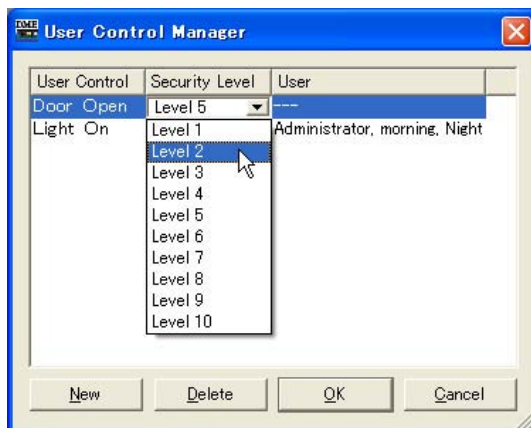 DME User Control Manager
User Control Security Level User
Door Open Level 5 ---
Light On Level 1 Administrator, morning, Night
Level 2
Level 3
Level 4
Level 5
Level 6
Level 7
Level 8
Level 9
Level 10
New Delete OK Cancel